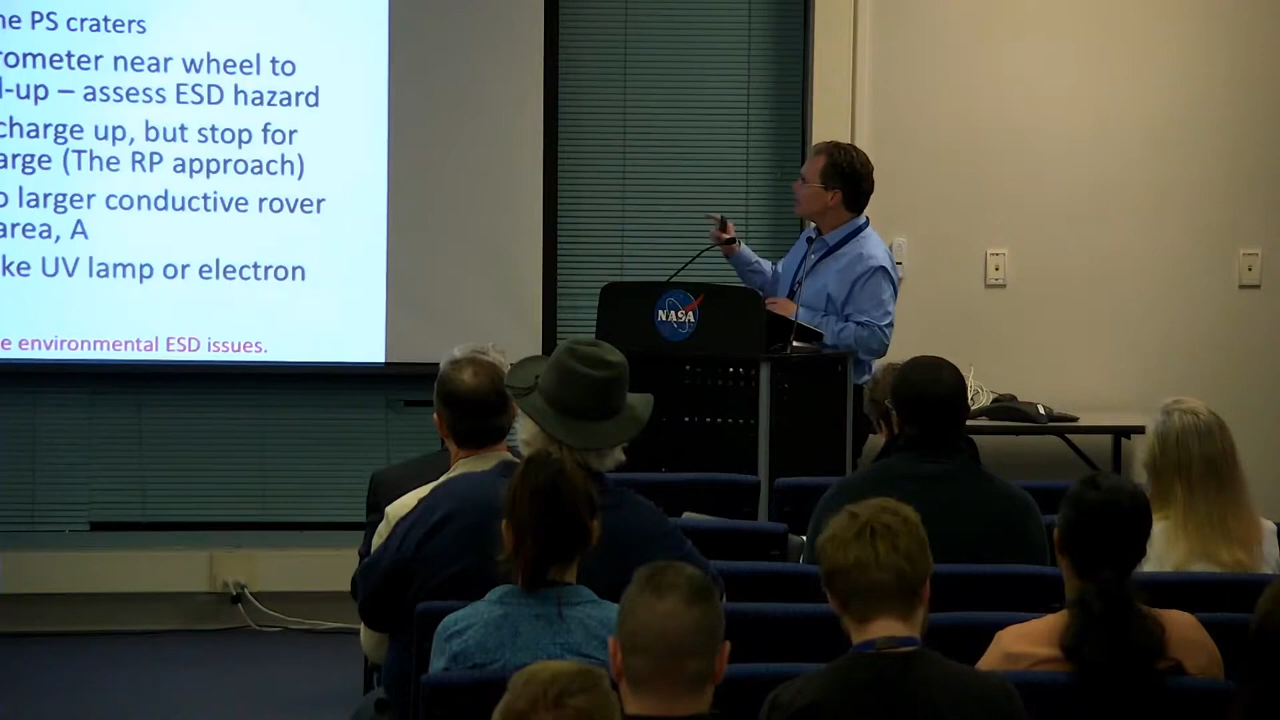 he PS craters
rometer near wheel to
l-up – assess ESD hazard
charge up, but stop for
arge (The RP approach)
o larger conductive rover
area, A
ke UV lamp or electron
e environmental ESD issues.
NASA